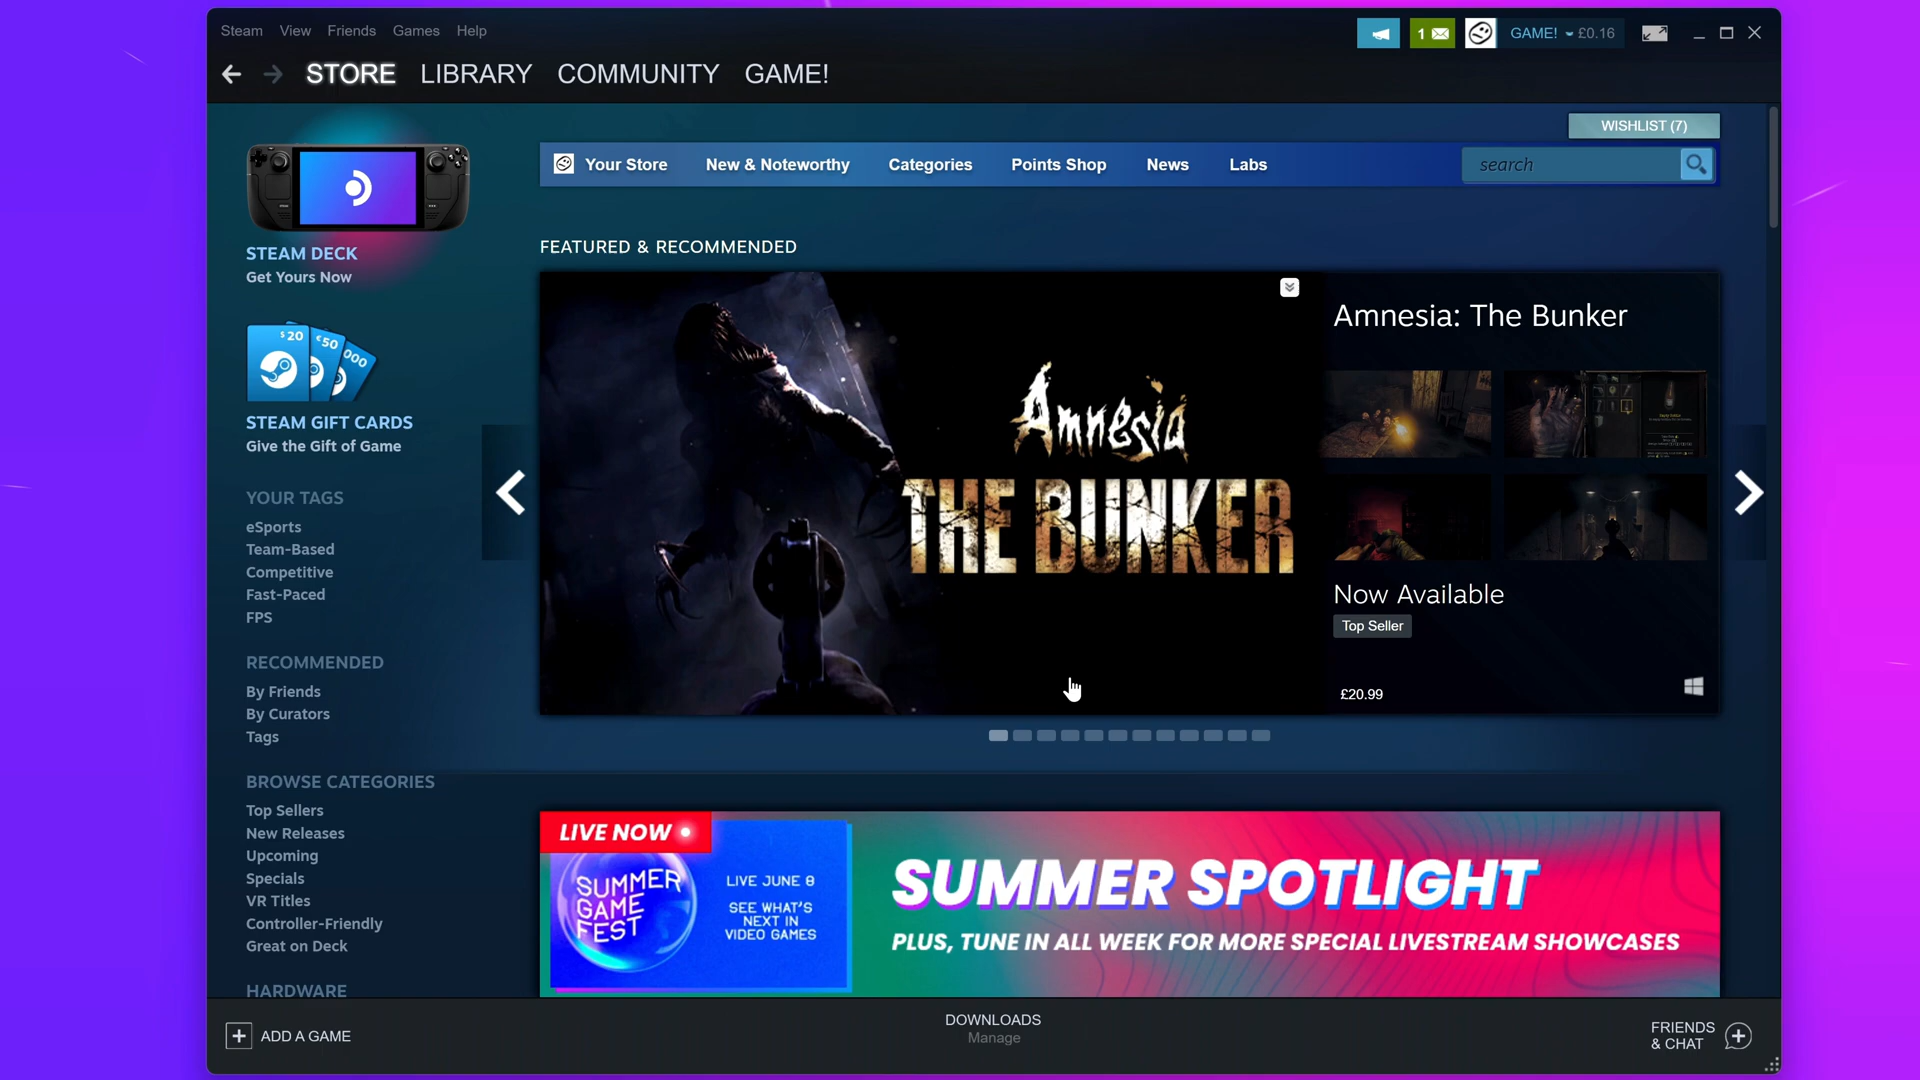 Steam View Friends Games Help
1
GAME! £0.16
STORE LIBRARY COMMUNITY GAME!
WISHLIST (7)
Your Store New & Noteworthy Categories Points Shop News Labs
search
STEAM DECK
Get Yours Now
$20
€50
000
STEAM GIFT CARDS
Give the Gift of Game
YOUR TAGS
eSports
Team-Based
Competitive
Fast-Paced
FPS
RECOMMENDED
By Friends
By Curators
Tags
BROWSE CATEGORIES
Top Sellers
New Releases
Upcoming
Specials
VR Titles
Controller-Friendly
Great on Deck
HARDWARE
FEATURED & RECOMMENDED
Amnesia
THE BUNKER
Amnesia: The Bunker
Now Available
Top Seller
£20.99
LIVE NOW
SUMMER
GAME
FEST
LIVE JUNE 8
SEE WHAT'S
NEXT IN
VIDEO GAMES
SUMMER SPOTLIGHT
PLUS, TUNE IN ALL WEEK FOR MORE SPECIAL LIVESTREAM SHOWCASES
ADD A GAME
DOWNLOADS
Manage
FRIENDS
& CHAT